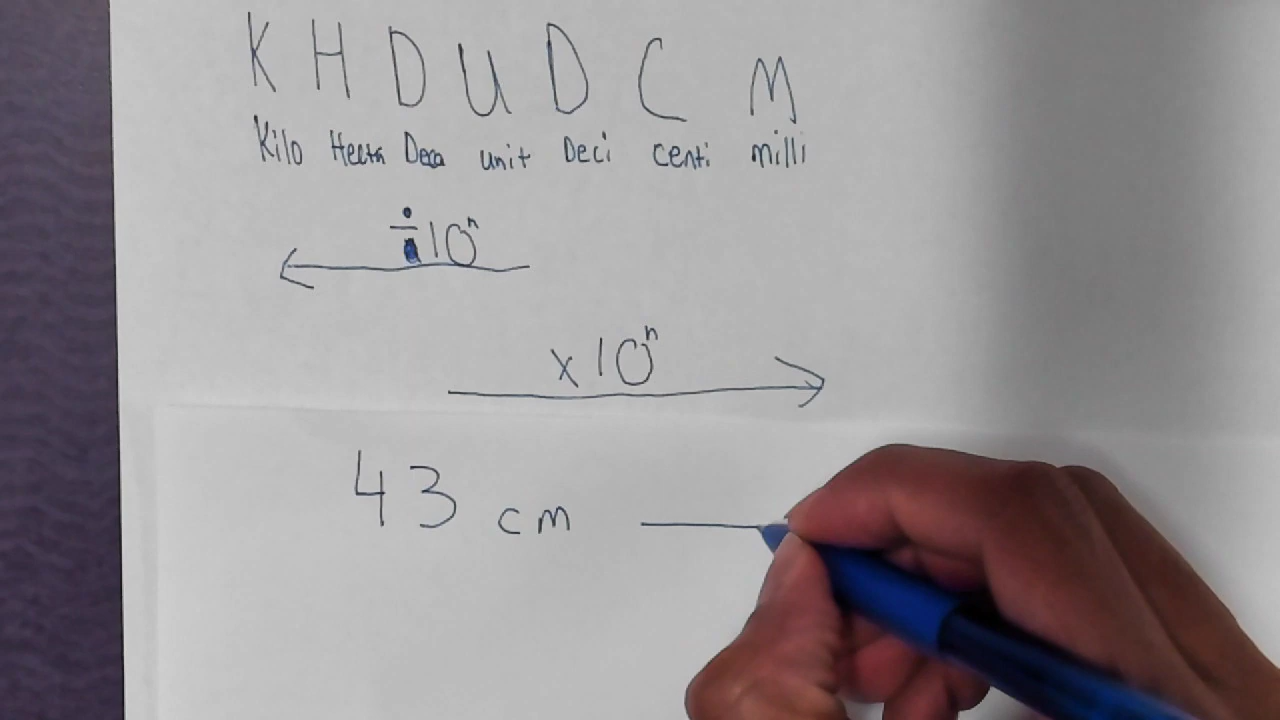 K H D U D C M
Kilo Hecta Deca unit Deci centi milli
÷10ⁿ
x10ⁿ
43 cm